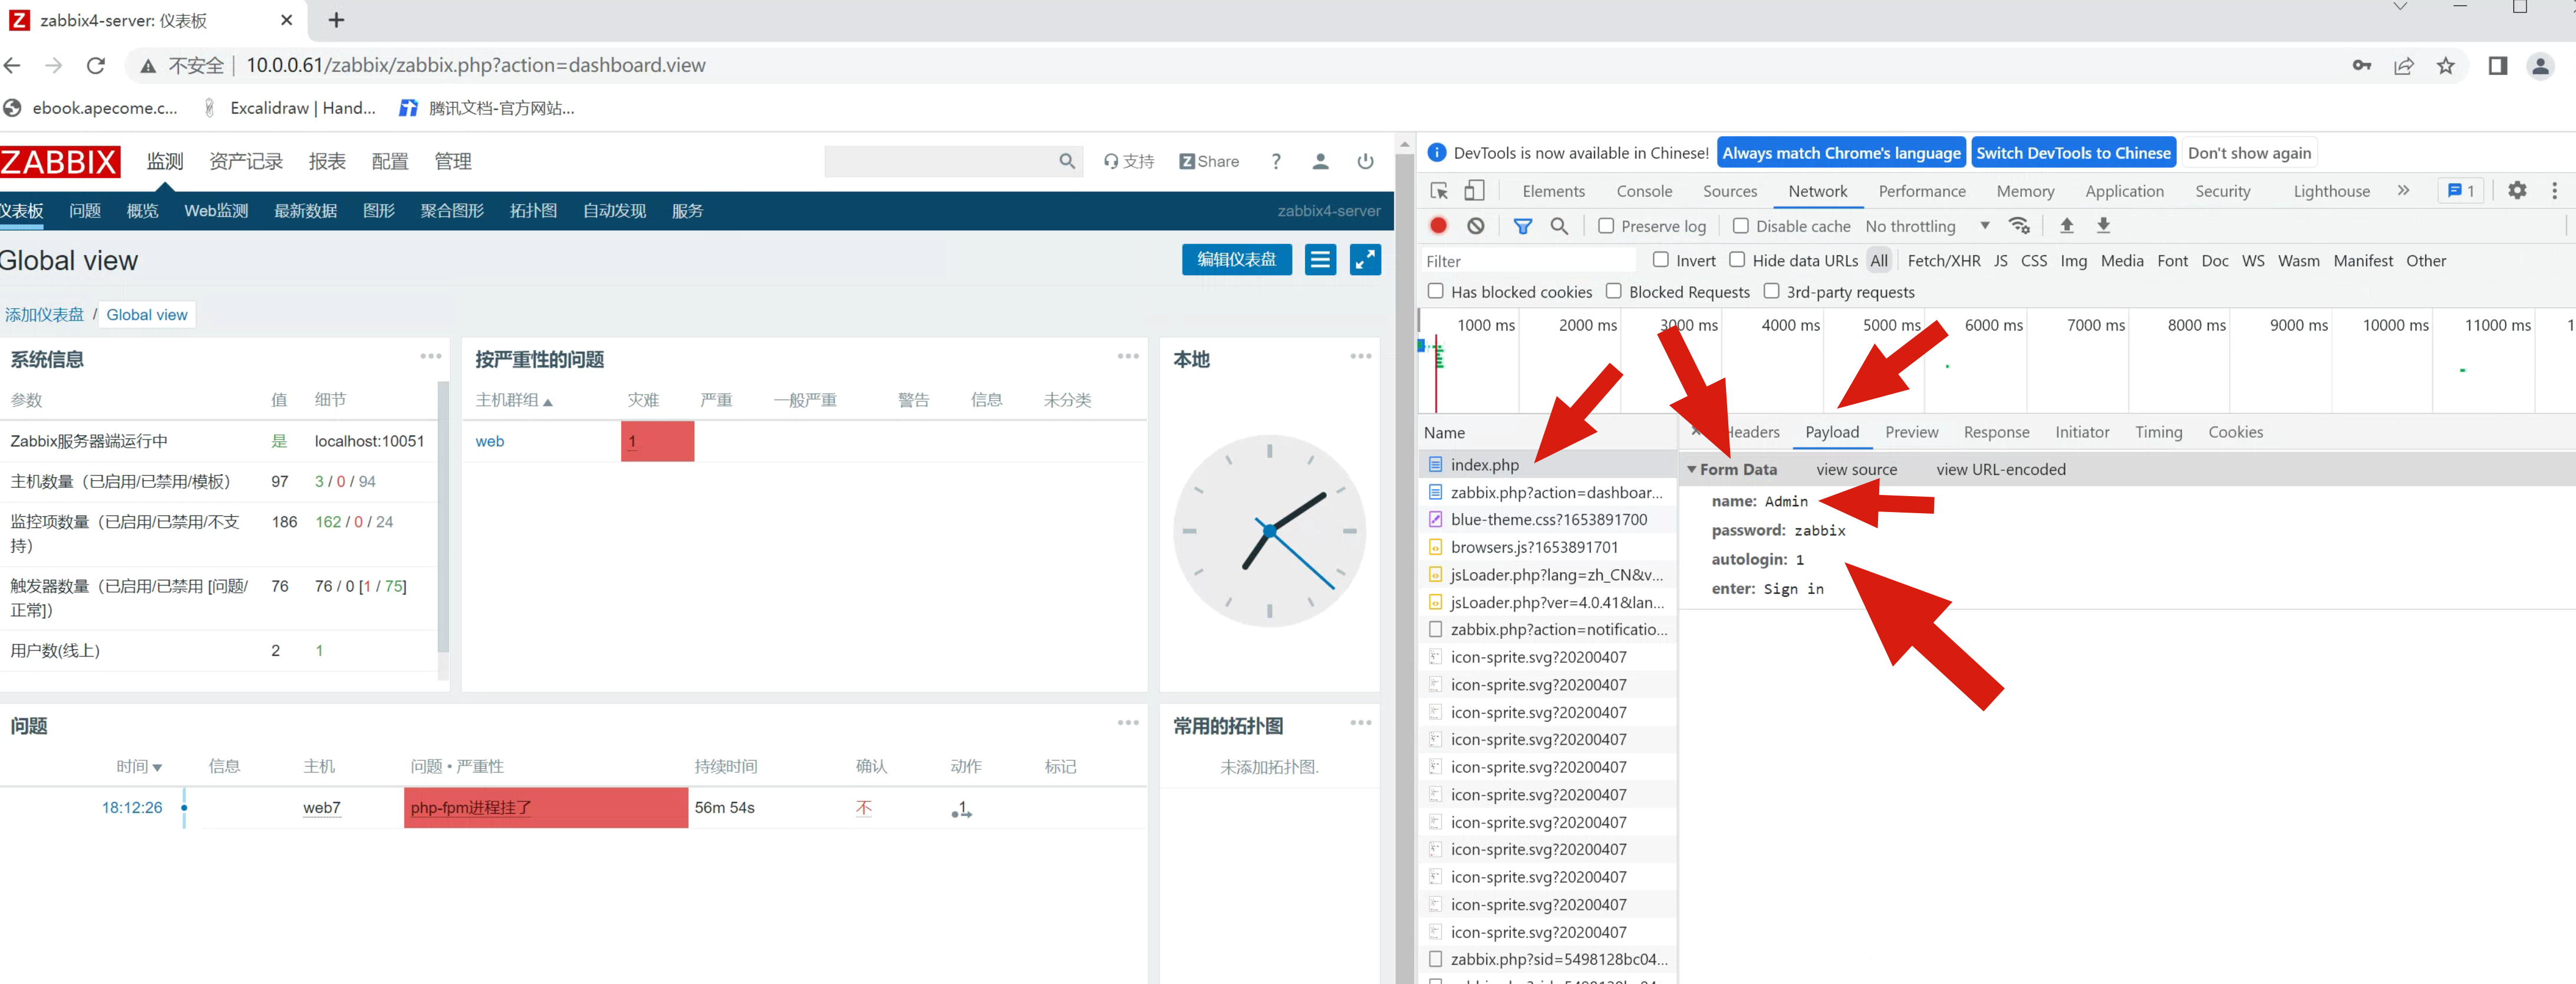 zabbix4-server: 仪表板
不安全 | 10.0.0.61/zabbix/zabbix.php?action=dashboard.view
ebook.apecome.c... Excalidraw | Hand... 腾讯文档-官方网站...
ZABBIX 监测 资产记录 报表 配置 管理 支持 Z Share ?
仪表板 问题 概览 Web监测 最新数据 图形 聚合图形 拓扑图 自动发现 服务 zabbix4-server
Global view 编辑仪表盘
添加仪表盘 / Global view
系统信息
参数 值 细节
Zabbix服务器端运行中 是 localhost:10051
主机数量（已启用/已禁用/模板） 97 3 / 0 / 94
监控项数量（已启用/已禁用/不支
持） 186 162 / 0 / 24
触发器数量（已启用/已禁用 [问题/
正常]） 76 76 / 0 [1 / 75]
用户数(线上) 2 1
按严重性的问题
主机群组 灾难 严重 一般严重 警告 信息 未分类
web 1
本地
问题
时间 信息 主机 问题 • 严重性 持续时间 确认 动作 标记
18:12:26 web7 php-fpm进程挂了 56m 54s 不 1
常用的拓扑图
未添加拓扑图.
DevTools is now available in Chinese! Always match Chrome's language Switch DevTools to Chinese Don't show again
Elements Console Sources Network Performance Memory Application Security Lighthouse » 1
Preserve log Disable cache No throttling
Filter Invert Hide data URLs All Fetch/XHR JS CSS Img Media Font Doc WS Wasm Manifest Other
Has blocked cookies Blocked Requests 3rd-party requests
1000 ms 2000 ms 3000 ms 4000 ms 5000 ms 6000 ms 7000 ms 8000 ms 9000 ms 10000 ms 11000 ms 1
Name
index.php
zabbix.php?action=dashboar...
blue-theme.css?1653891700
browsers.js?1653891701
jsLoader.php?lang=zh_CN&v...
jsLoader.php?ver=4.0.41&lan...
zabbix.php?action=notificatio...
icon-sprite.svg?20200407
icon-sprite.svg?20200407
icon-sprite.svg?20200407
icon-sprite.svg?20200407
icon-sprite.svg?20200407
icon-sprite.svg?20200407
icon-sprite.svg?20200407
icon-sprite.svg?20200407
icon-sprite.svg?20200407
icon-sprite.svg?20200407
icon-sprite.svg?20200407
zabbix.php?sid=5498128bc04...
Headers Payload Preview Response Initiator Timing Cookies
Form Data view source view URL-encoded
name: Admin
password: zabbix
autologin: 1
enter: Sign in